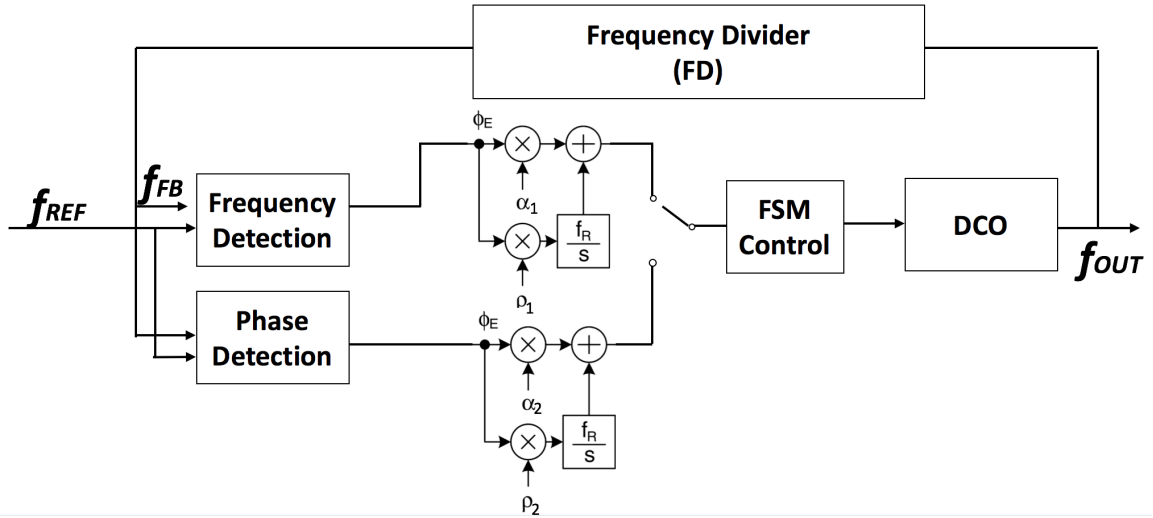 Frequency Divider
(FD)
ϕE
× +
fFB
fREF
Frequency
Detection
α1
FSM
Control
DCO
× fR
s
fOUT
ρ1
Phase
Detection
ϕE
× +
α2
× fR
s
ρ2